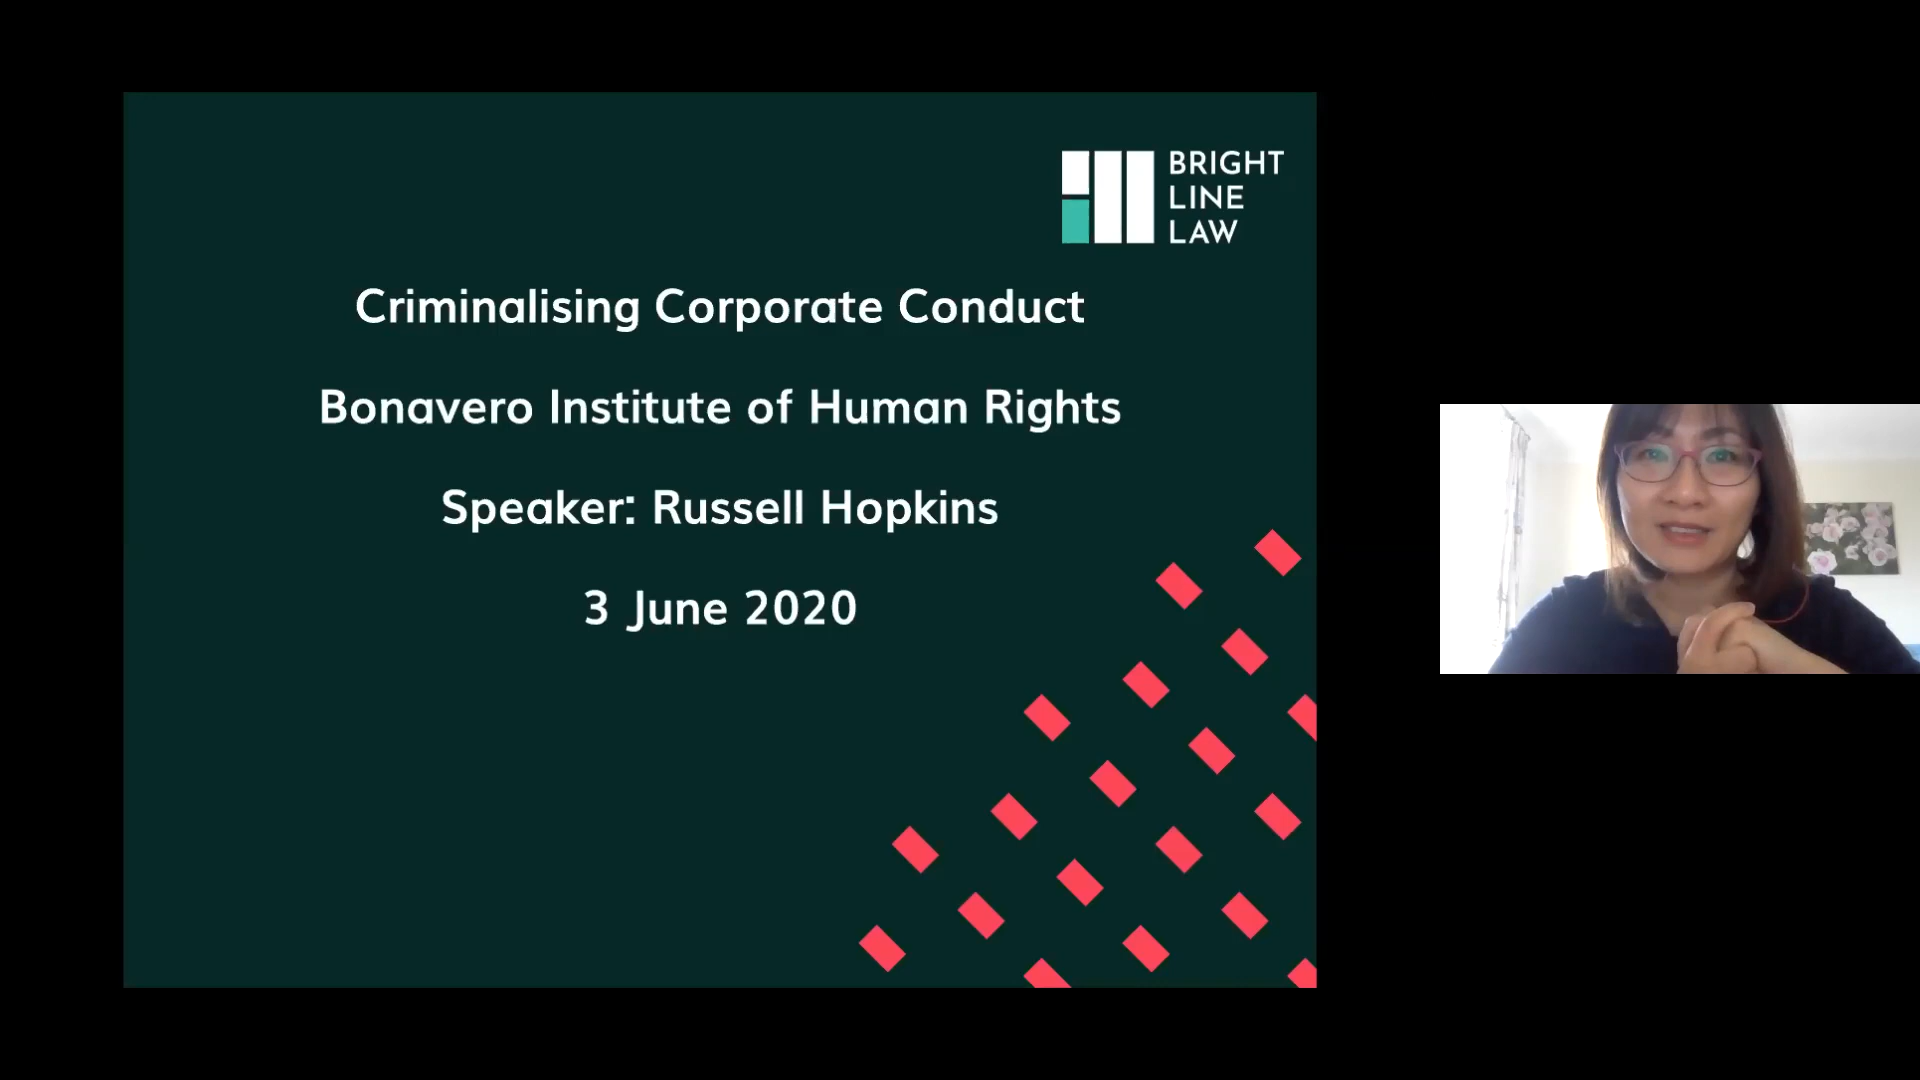 BRIGHT
LINE
LAW
Criminalising Corporate Conduct
Bonavero Institute of Human Rights
Speaker: Russell Hopkins
3 June 2020